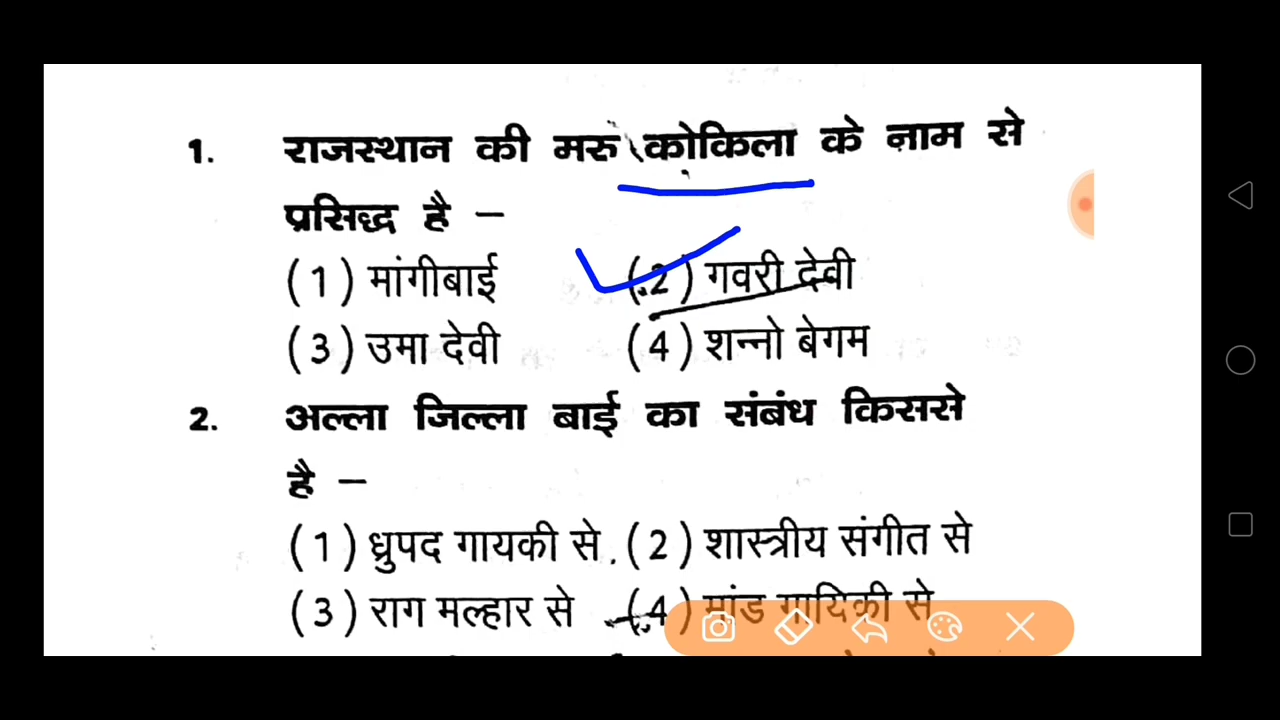 1. राजस्थान की मरु कोकिला के नाम से
प्रसिद्ध है –
(1) मांगीबाई (2) गवरी देवी
(3) उमा देवी (4) शन्नो बेगम
2. अल्ला जिल्ला बाई का संबंध किससे
है –
(1) ध्रुपद गायकी से (2) शास्त्रीय संगीत से
(3) राग मल्हार से (4) मांड गायिकी से